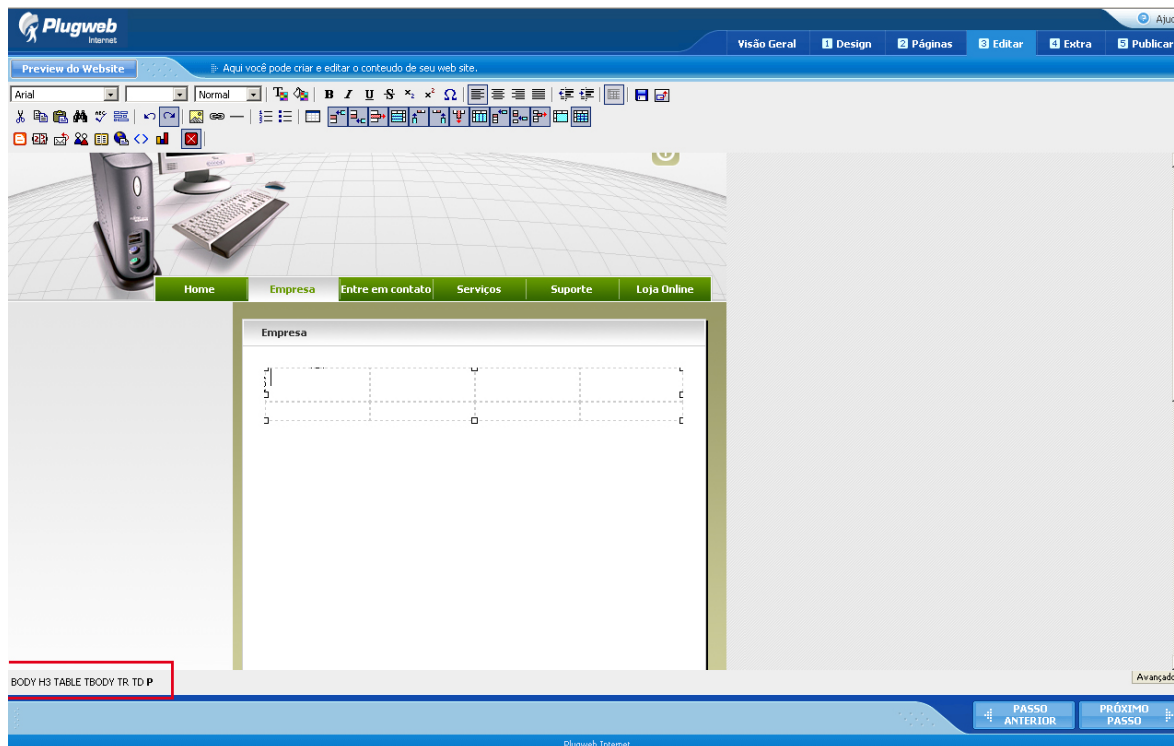 Plugweb
Internet
Visão Geral
1 Design
2 Páginas
3 Editar
4 Extra
5 Publicar
Preview do Website
Aqui você pode criar e editar o conteudo de seu web site.
Arial
Normal
Home
Empresa
Entre em contato
Serviços
Suporte
Loja Online
Empresa
BODY H3 TABLE TBODY TR TD P
PASSO ANTERIOR
PRÓXIMO PASSO
Plugweb Internet